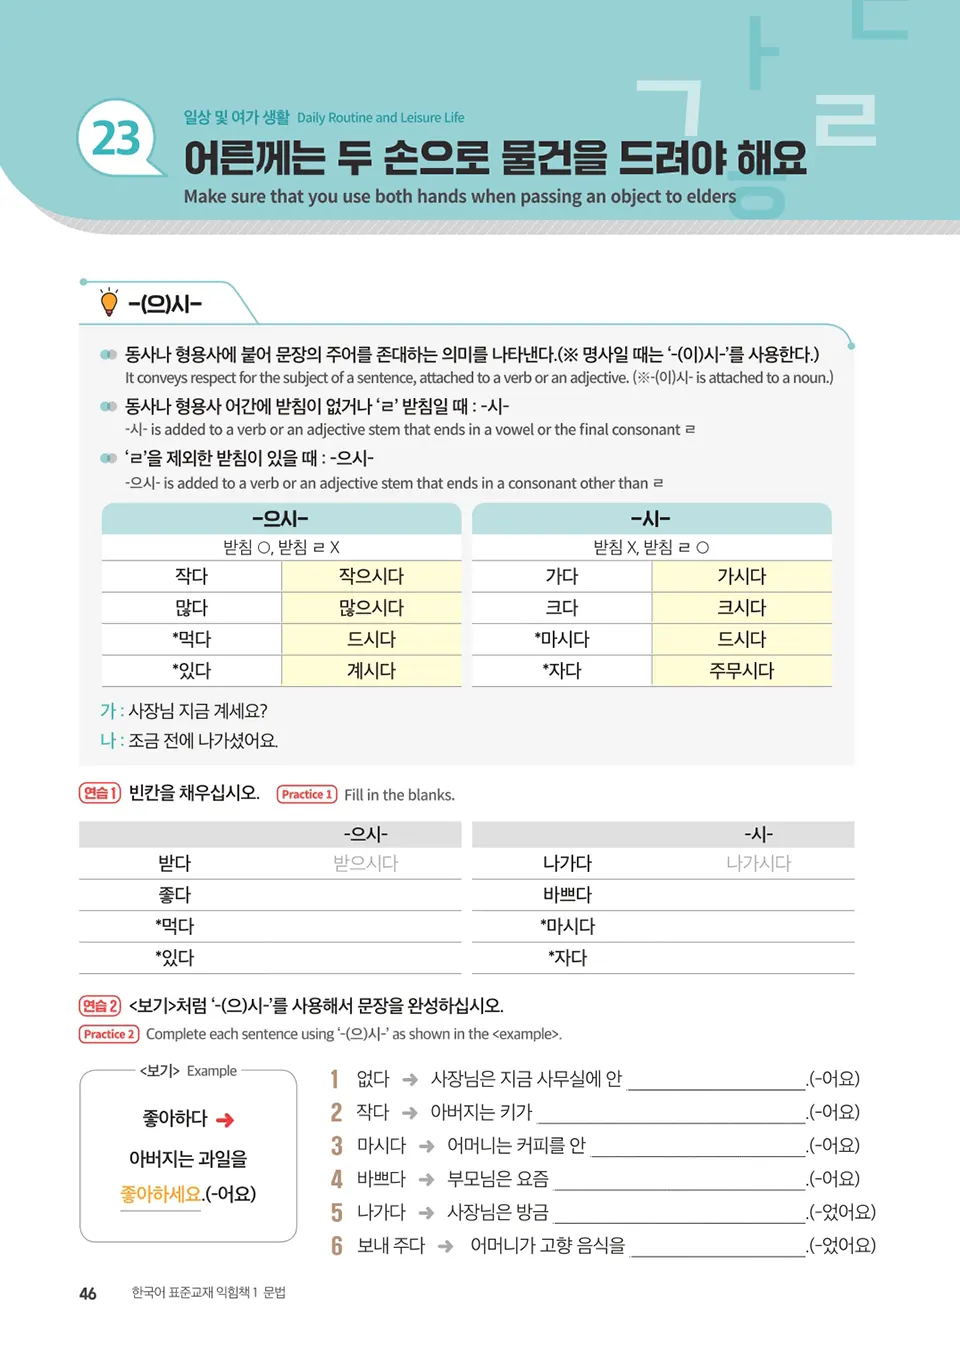 23
일상 및 여가 생활 Daily Routine and Leisure Life
어른께는 두 손으로 물건을 드려야 해요
Make sure that you use both hands when passing an object to elders
ㅏ ㄷ ㄱ ㄹ ㅎ
-(으)시-
동사나 형용사에 붙어 문장의 주어를 존대하는 의미를 나타낸다.(※ 명사일 때는 ‘-(이)시-’를 사용한다.)
It conveys respect for the subject of a sentence, attached to a verb or an adjective. (※-(이)시- is attached to a noun.)
동사나 형용사 어간에 받침이 없거나 ‘ㄹ’ 받침일 때 : -시-
-시- is added to a verb or an adjective stem that ends in a vowel or the final consonant ㄹ
‘ㄹ’을 제외한 받침이 있을 때 : -으시-
-으시- is added to a verb or an adjective stem that ends in a consonant other than ㄹ
-으시- -시-
받침 ○, 받침 ㄹ X 받침 X, 받침 ㄹ ○
작다 작으시다 가다 가시다
많다 많으시다 크다 크시다
*먹다 드시다 *마시다 드시다
*있다 계시다 *자다 주무시다
가 : 사장님 지금 계세요?
나 : 조금 전에 나가셨어요.
연습 1 빈칸을 채우십시오. Practice 1 Fill in the blanks.
-으시- -시-
받다 받으시다 나가다 나가시다
좋다 바쁘다
*먹다 *마시다
*있다 *자다
연습 2 <보기>처럼 ‘-(으)시-’를 사용해서 문장을 완성하십시오.
Practice 2 Complete each sentence using ‘-(으)시-’ as shown in the <example>.
<보기> Example
좋아하다 ➜
아버지는 과일을
좋아하세요.(-어요)
1 없다 ➜ 사장님은 지금 사무실에 안 ____________.(-어요)
2 작다 ➜ 아버지는 키가 ____________.(-어요)
3 마시다 ➜ 어머니는 커피를 안 ____________.(-어요)
4 바쁘다 ➜ 부모님은 요즘 ____________.(-어요)
5 나가다 ➜ 사장님은 방금 ____________.(-었어요)
6 보내 주다 ➜ 어머니가 고향 음식을 ____________.(-었어요)
46 한국어 표준교재 익힘책 1 문법